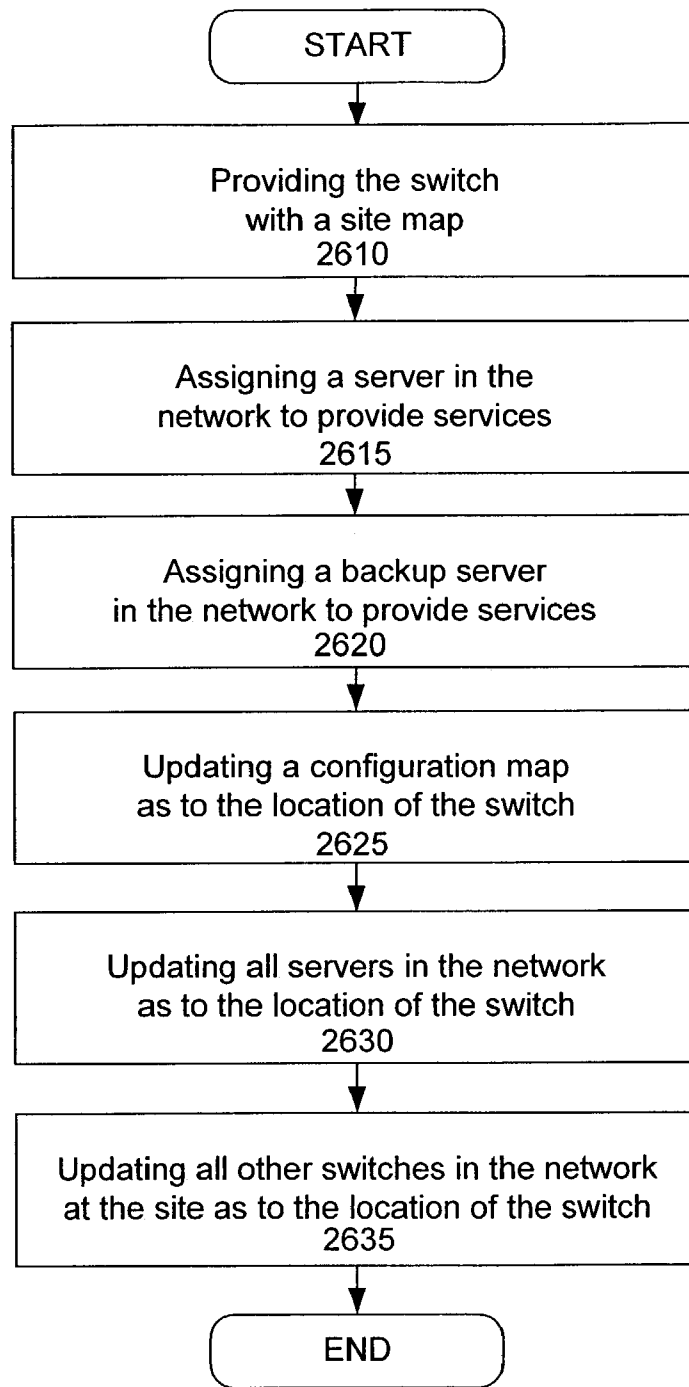 START
Providing the switch
with a site map
2610
Assigning a server in the
network to provide services
2615
Assigning a backup server
in the network to provide services
2620
Updating a configuration map
as to the location of the switch
2625
Updating all servers in the network
as to the location of the switch
2630
Updating all other switches in the network
at the site as to the location of the switch
2635
END